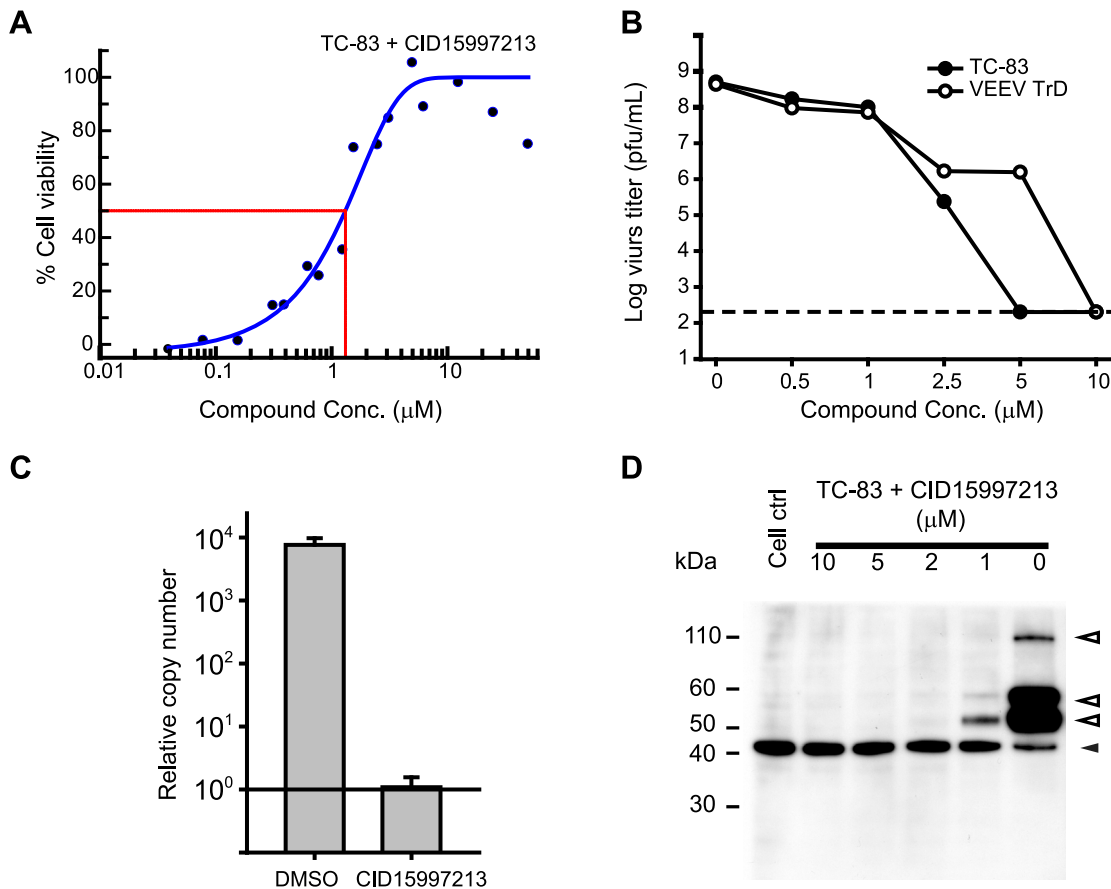 A
TC-83 + CID15997213
100
80
60
40
20
0
% Cell viability
0.01
0.1
1
10
Compound Conc. (μM)
B
TC-83
VEEV TrD
9
8
7
6
5
4
3
2
1
Log viurs titer (pfu/mL)
0
0.5
1
2.5
5
10
Compound Conc. (μM)
C
10⁴
10³
10²
10¹
10⁰
Relative copy number
DMSO
CID15997213
D
TC-83 + CID15997213
(μM)
Cell ctrl
kDa
10
5
2
1
0
110
60
50
40
30